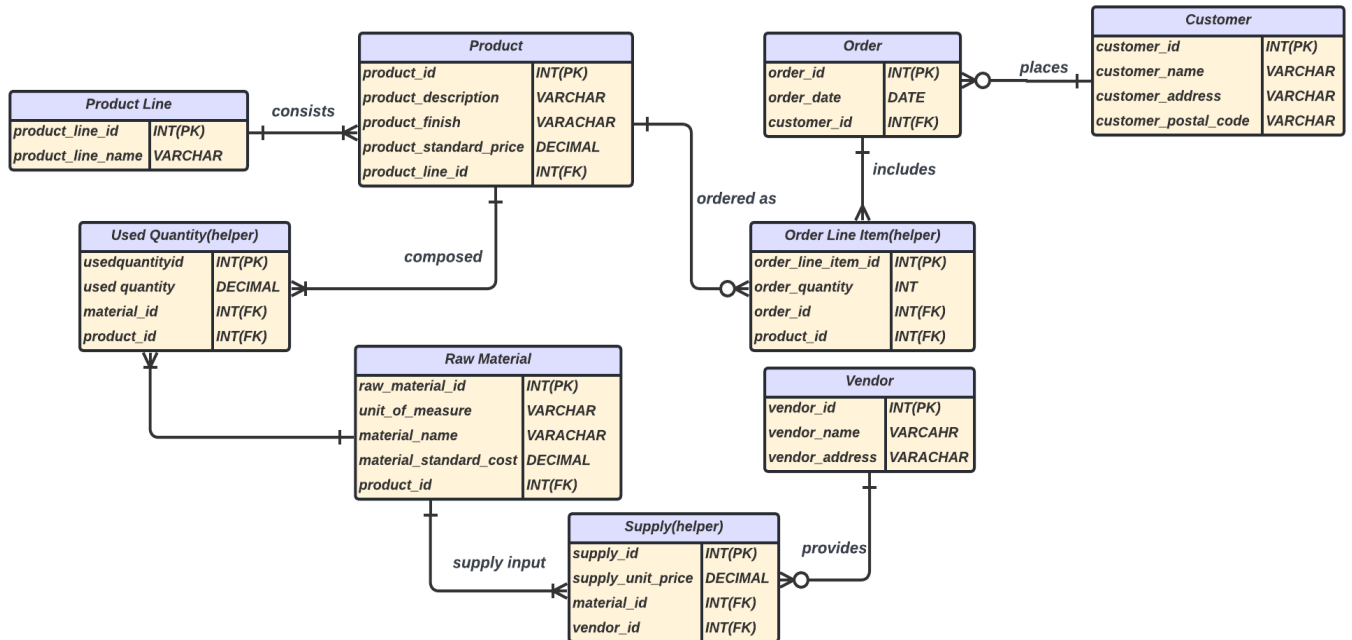 Customer
customer_id INT(PK)
customer_name VARCHAR
customer_address VARCHAR
customer_postal_code VARCHAR
places
Order
order_id INT(PK)
order_date DATE
customer_id INT(FK)
includes
Product
product_id INT(PK)
product_description VARCHAR
product_finish VARACHAR
product_standard_price DECIMAL
product_line_id INT(FK)
consists
Product Line
product_line_id INT(PK)
product_line_name VARCHAR
ordered as
composed
Used Quantity(helper)
usedquantityid INT(PK)
used quantity DECIMAL
material_id INT(FK)
product_id INT(FK)
Order Line Item(helper)
order_line_item_id INT(PK)
order_quantity INT
order_id INT(FK)
product_id INT(FK)
Raw Material
raw_material_id INT(PK)
unit_of_measure VARCHAR
material_name VARACHAR
material_standard_cost DECIMAL
product_id INT(FK)
Vendor
vendor_id INT(PK)
vendor_name VARCAHR
vendor_address VARACHAR
supply input
provides
Supply(helper)
supply_id INT(PK)
supply_unit_price DECIMAL
material_id INT(FK)
vendor_id INT(FK)